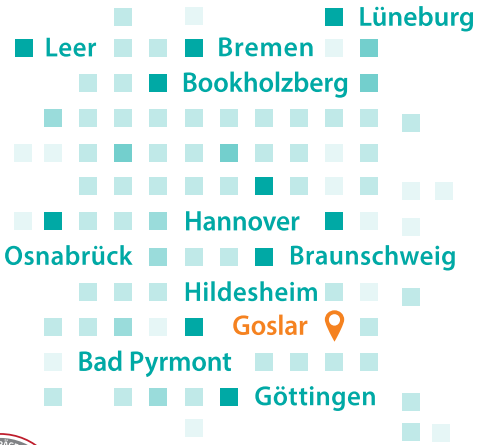 Lüneburg
Leer
Bremen
Bookholzberg
Hannover
Osnabrück
Braunschweig
Hildesheim
Goslar
Bad Pyrmont
Göttingen